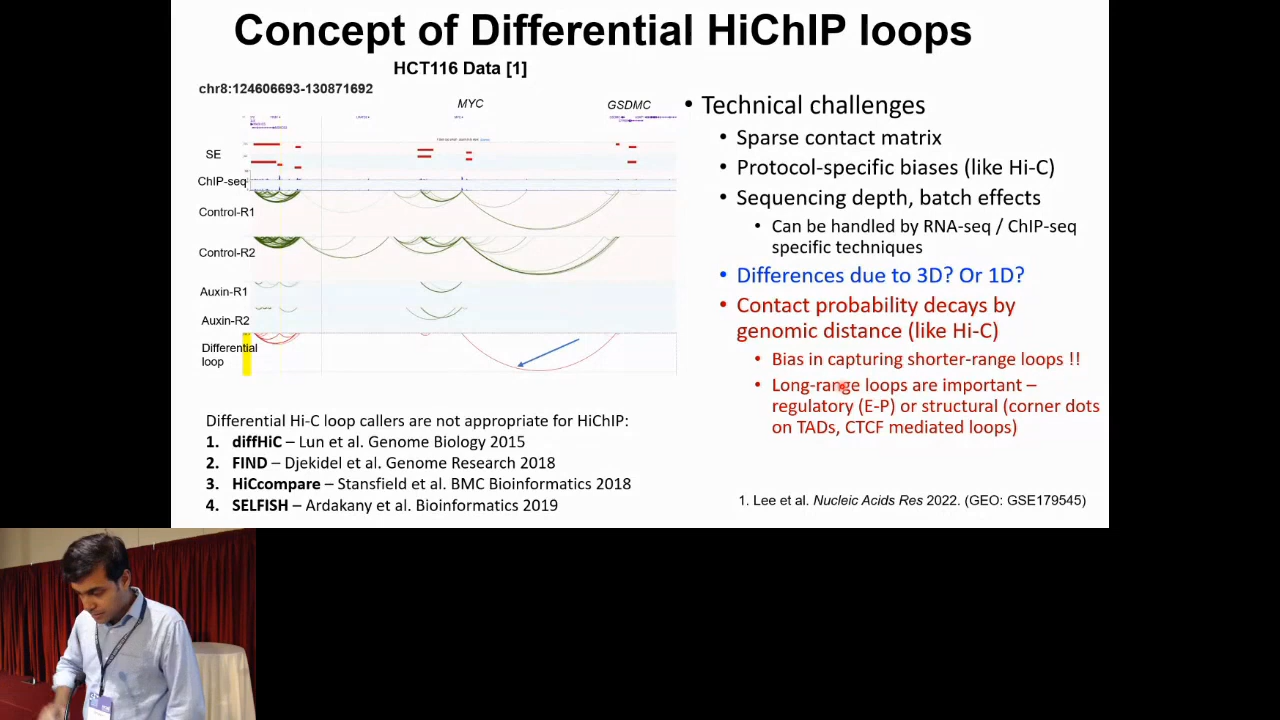 Concept of Differential HiChIP loops
HCT116 Data [1]
chr8:124606693-130871692
MYC
GSDMC
SE
ChIP-seq
Control-R1
Control-R2
Auxin-R1
Auxin-R2
Differential
loop
Differential Hi-C loop callers are not appropriate for HiChIP:
1. diffHiC – Lun et al. Genome Biology 2015
2. FIND – Djekidel et al. Genome Research 2018
3. HiCcompare – Stansfield et al. BMC Bioinformatics 2018
4. SELFISH – Ardakany et al. Bioinformatics 2019
• Technical challenges
• Sparse contact matrix
• Protocol-specific biases (like Hi-C)
• Sequencing depth, batch effects
• Can be handled by RNA-seq / ChIP-seq
specific techniques
• Differences due to 3D? Or 1D?
• Contact probability decays by
genomic distance (like Hi-C)
• Bias in capturing shorter-range loops !!
• Long-range loops are important –
regulatory (E-P) or structural (corner dots
on TADs, CTCF mediated loops)
1. Lee et al. Nucleic Acids Res 2022. (GEO: GSE179545)